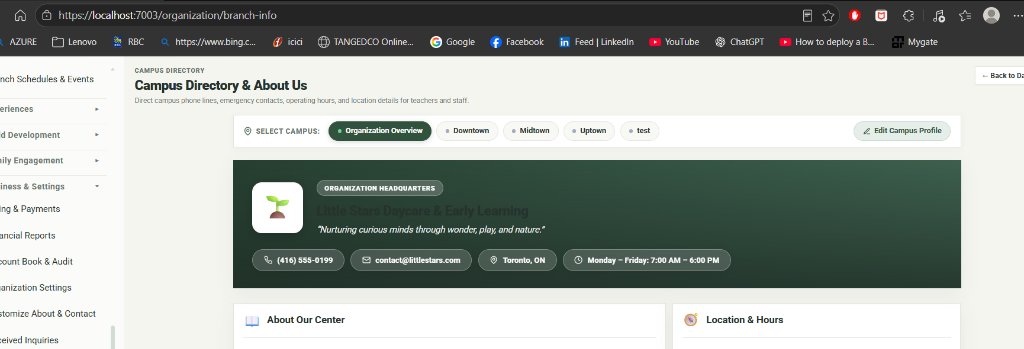 https://localhost:7003/organization/branch-info
AZURE
Lenovo
RBC
https://www.bing.c...
icici
TANGEDCO Online...
Google
Facebook
Feed | LinkedIn
YouTube
ChatGPT
How to deploy a B...
Mygate
nch Schedules & Events
eriences
d Development
ily Engagement
iness & Settings
ng & Payments
ancial Reports
count Book & Audit
ganization Settings
stomize About & Contact
ceived Inquiries
CAMPUS DIRECTORY
Campus Directory & About Us
Direct campus phone lines, emergency contacts, operating hours, and location details for teachers and staff.
← Back to Da
SELECT CAMPUS:
Organization Overview
Downtown
Midtown
Uptown
test
Edit Campus Profile
ORGANIZATION HEADQUARTERS
Little Stars Daycare & Early Learning
"Nurturing curious minds through wonder, play, and nature."
(416) 555-0199
contact@littlestars.com
Toronto, ON
Monday – Friday: 7:00 AM – 6:00 PM
About Our Center
Location & Hours